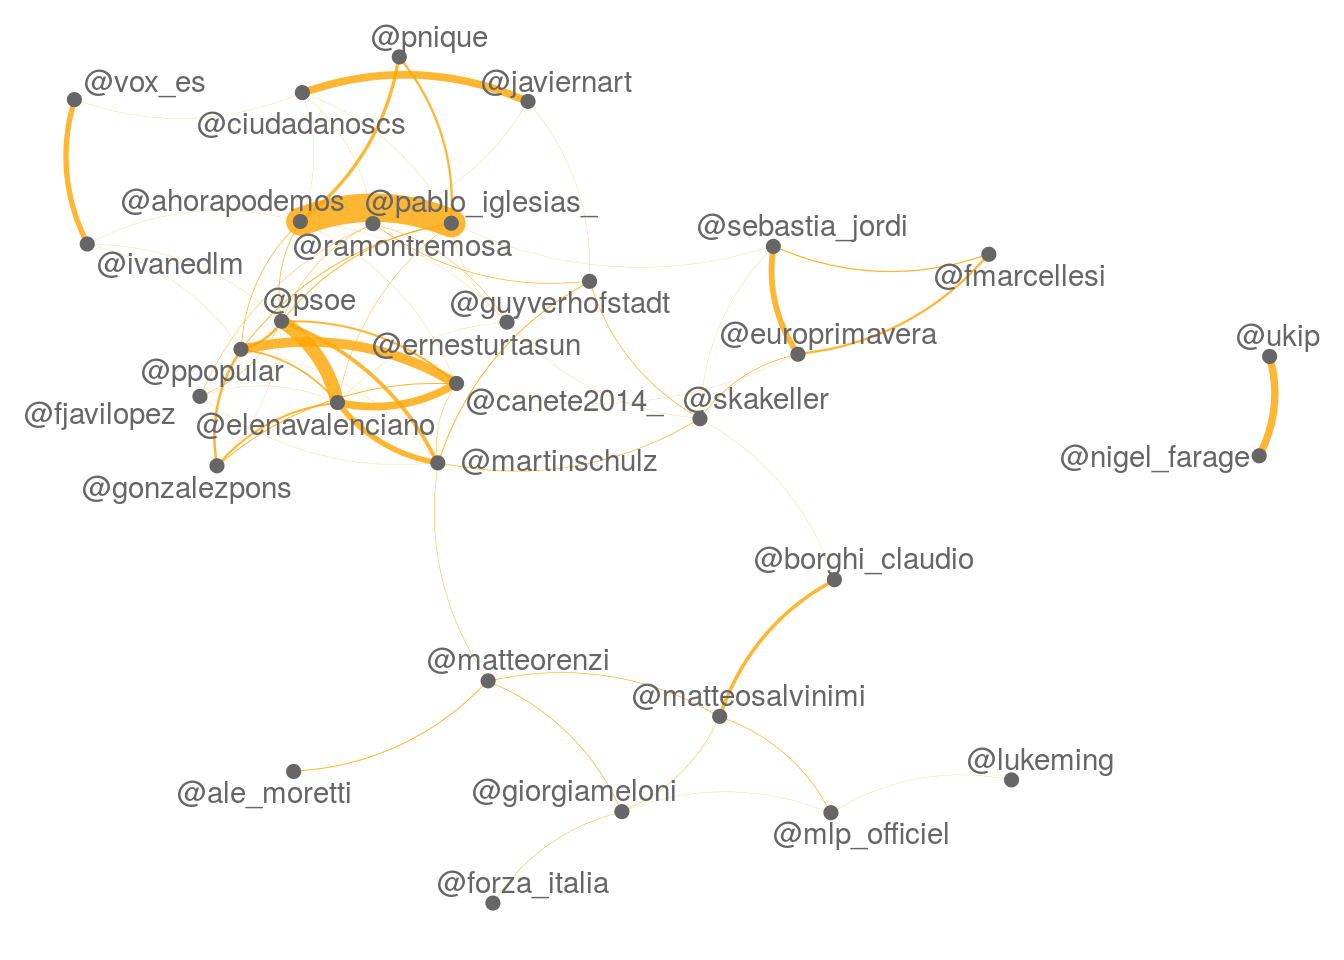 @pnique
@vox_es
@javiernart
@ciudadanoscs
@ahorapodemos
@pablo_iglesias_
@sebastia_jordi
@ramontremosa
@ivanedlm
@fmarcellesi
@psoe
@guyverhofstadt
@europrimavera
@ukip
@ernesturtasun
@ppopular
@canete2014_
@skakeller
@fjavilopez
@elenavalenciano
@martinschulz
@nigel_farage
@gonzalezpons
@borghi_claudio
@matteorenzi
@matteosalvinimi
@lukeming
@ale_moretti
@giorgiameloni
@mlp_officiel
@forza_italia